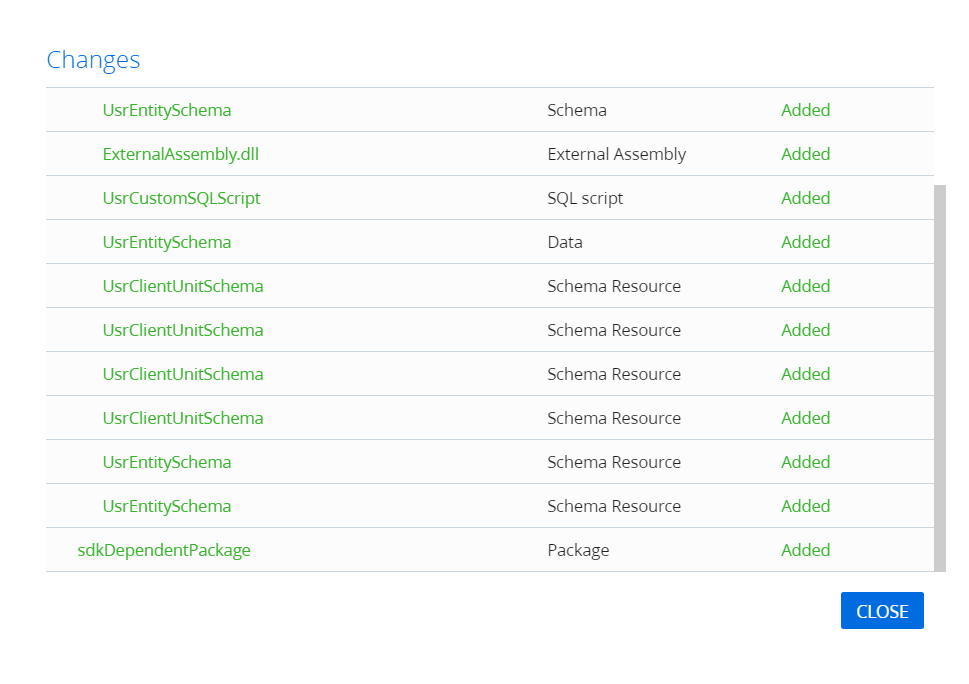 Changes
UsrEntitySchema Schema Added
ExternalAssembly.dll External Assembly Added
UsrCustomSQLScript SQL script Added
UsrEntitySchema Data Added
UsrClientUnitSchema Schema Resource Added
UsrClientUnitSchema Schema Resource Added
UsrClientUnitSchema Schema Resource Added
UsrClientUnitSchema Schema Resource Added
UsrEntitySchema Schema Resource Added
UsrEntitySchema Schema Resource Added
sdkDependentPackage Package Added
CLOSE